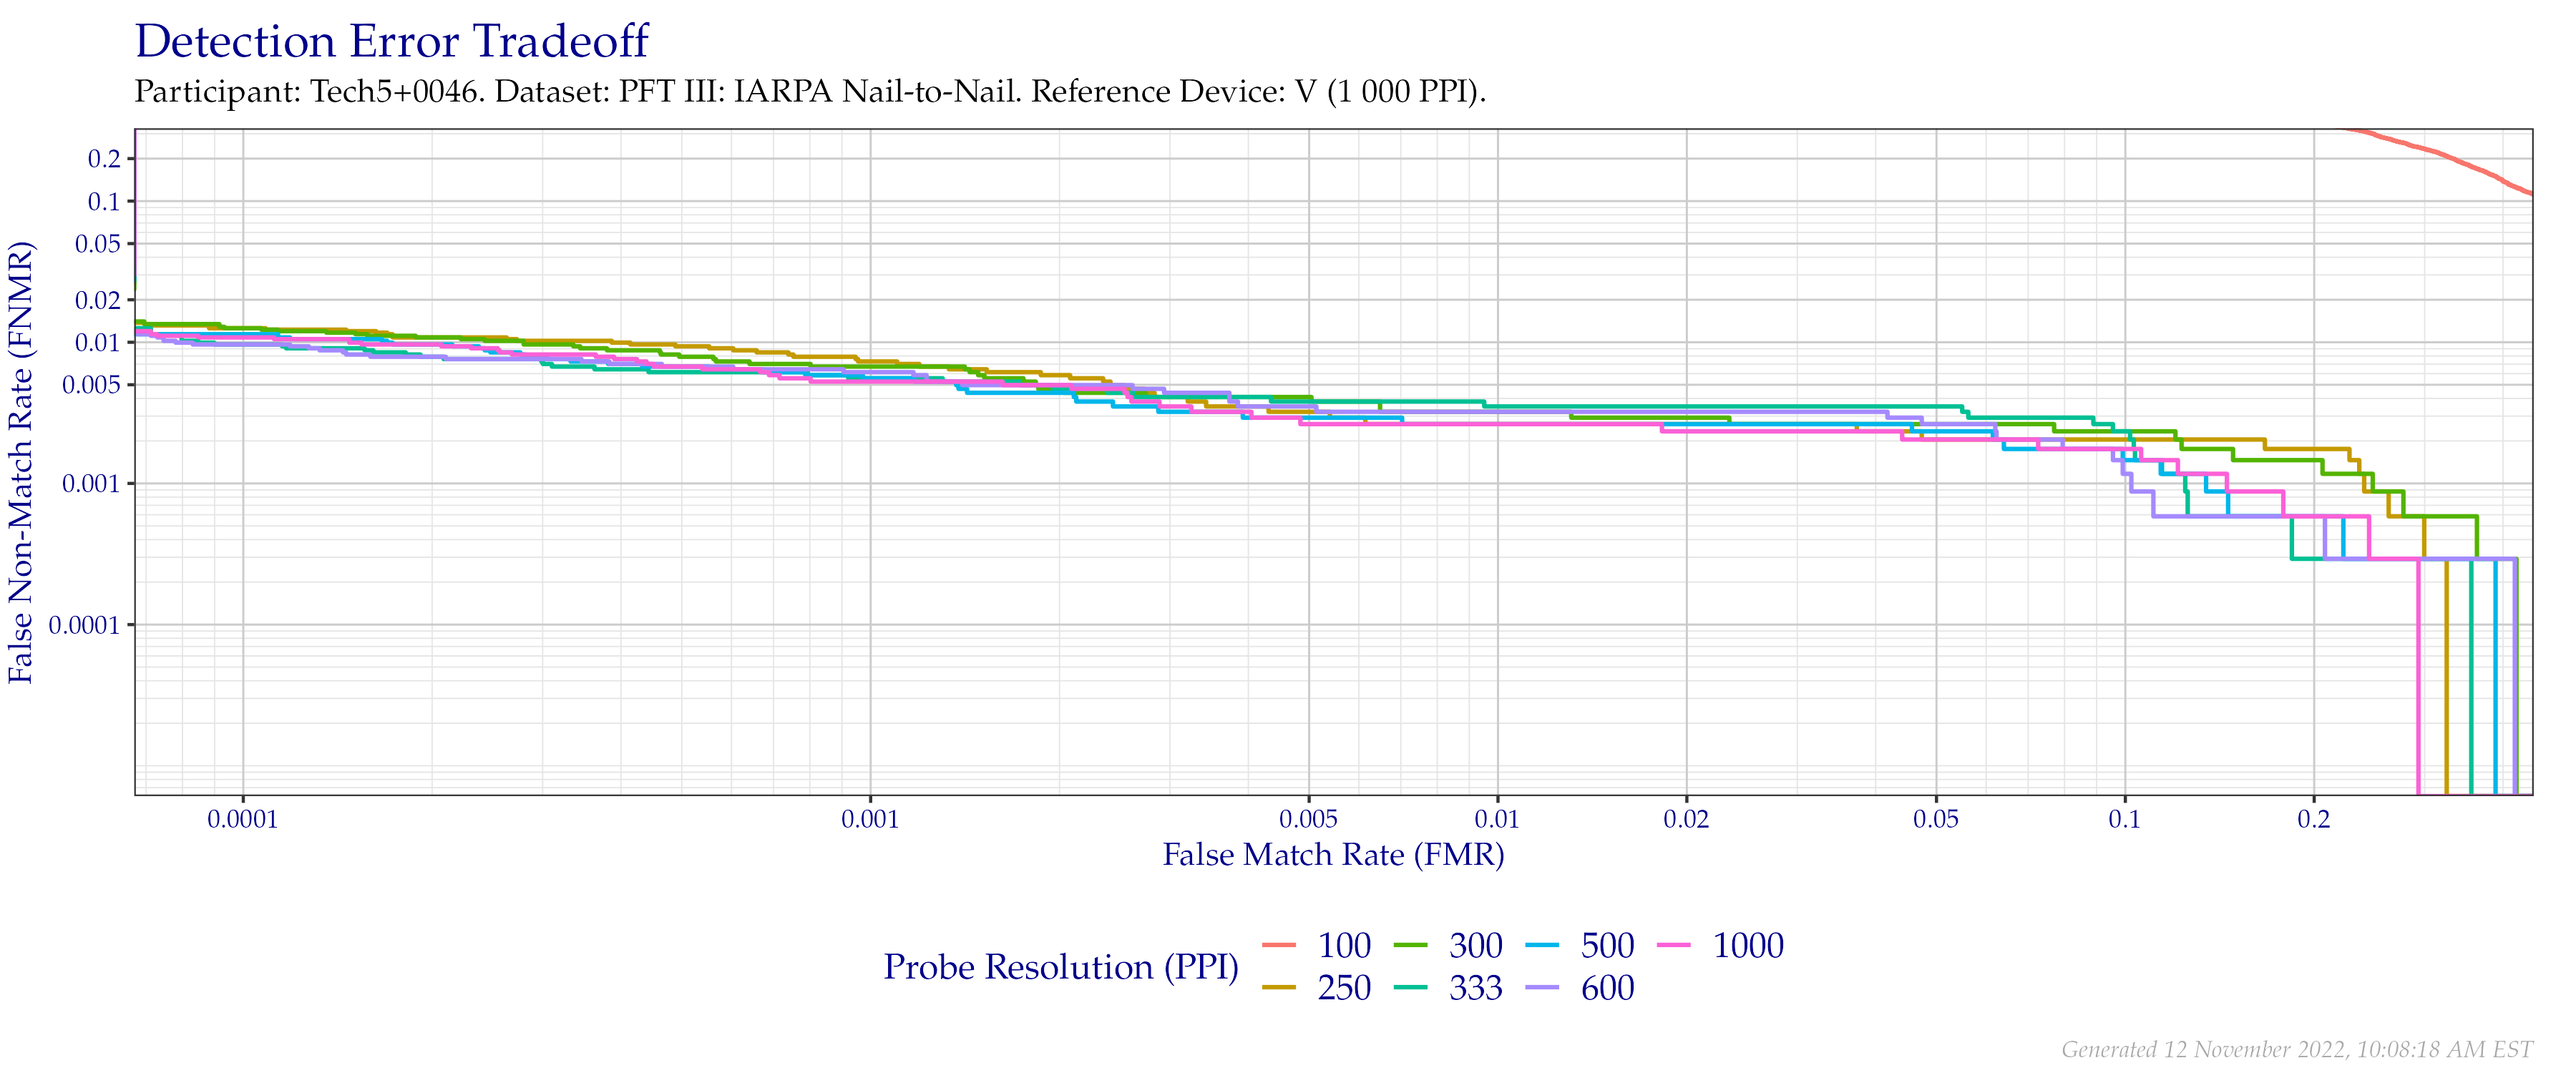 Detection Error Tradeoff
Participant: Tech5+0046. Dataset: PFT III: IARPA Nail-to-Nail. Reference Device: V (1 000 PPI).
False Non-Match Rate (FNMR)
0.2
0.1
0.05
0.02
0.01
0.005
0.001
0.0001
0.0001 0.001 0.005 0.01 0.02 0.05 0.1 0.2
False Match Rate (FMR)
Probe Resolution (PPI)
100 300 500 1000
250 333 600
Generated 12 November 2022, 10:08:18 AM EST